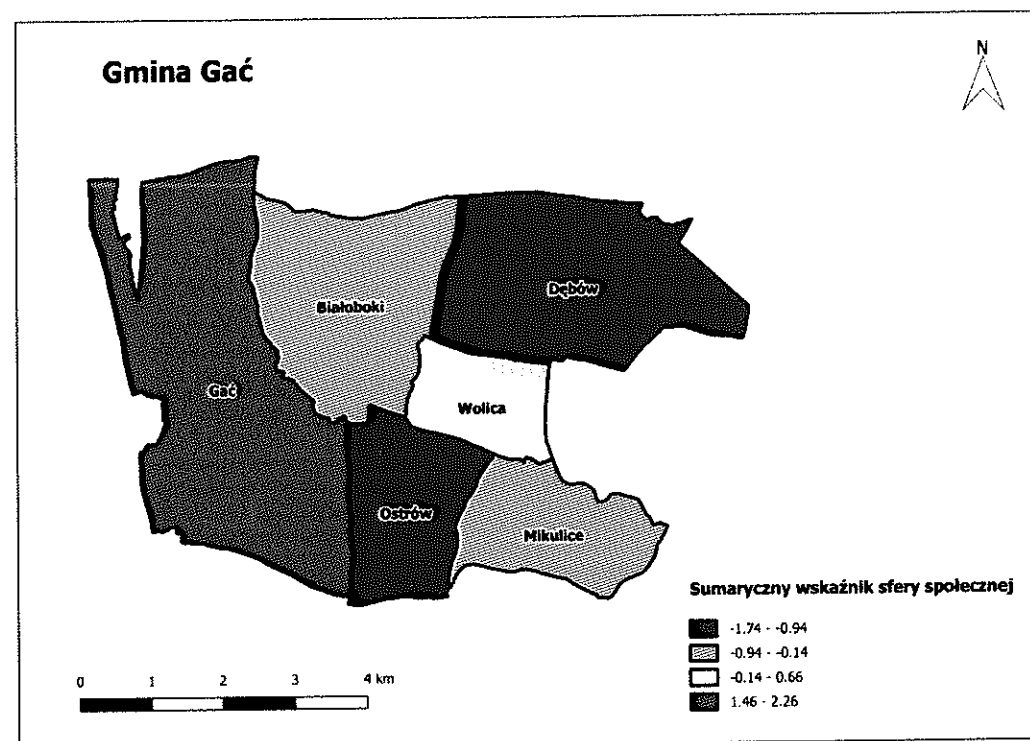 Gmina Gać
N
Białoboki
Dębów
Gać
Wolica
Ostrów
Mikulice
Sumaryczny wskaźnik sfery społecznej
-1.74 - -0.94
-0.94 - -0.14
-0.14 - 0.66
1.46 - 2.26
0 1 2 3 4 km